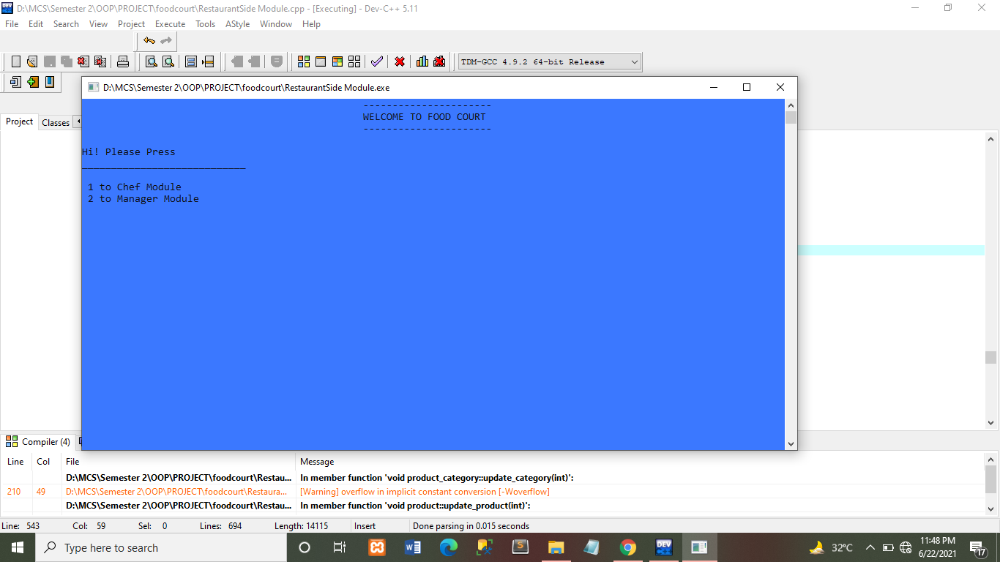 D:\MCS\Semester 2\OOP\PROJECT\foodcourt\RestaurantSide Module.cpp - [Executing] - Dev-C++ 5.11
File Edit Search View Project Execute Tools AStyle Window Help
TDM-GCC 4.9.2 64-bit Release
D:\MCS\Semester 2\OOP\PROJECT\foodcourt\RestaurantSide Module.exe
Project Classes
----------------------
WELCOME TO FOOD COURT
----------------------
Hi! Please Press
____________________________
1 to Chef Module
2 to Manager Module
Compiler (4)
Line Col File Message
D:\MCS\Semester 2\OOP\PROJECT\foodcourt\Restau... In member function 'void product_category::update_category(int)':
210 49 D:\MCS\Semester 2\OOP\PROJECT\foodcourt\Restaura... [Warning] overflow in implicit constant conversion [-Woverflow]
D:\MCS\Semester 2\OOP\PROJECT\foodcourt\Restau... In member function 'void product::update_product(int)':
Line: 543 Col: 59 Sel: 0 Lines: 694 Length: 14115 Insert Done parsing in 0.015 seconds
Type here to search
DEV
32°C
11:48 PM
6/22/2021
17